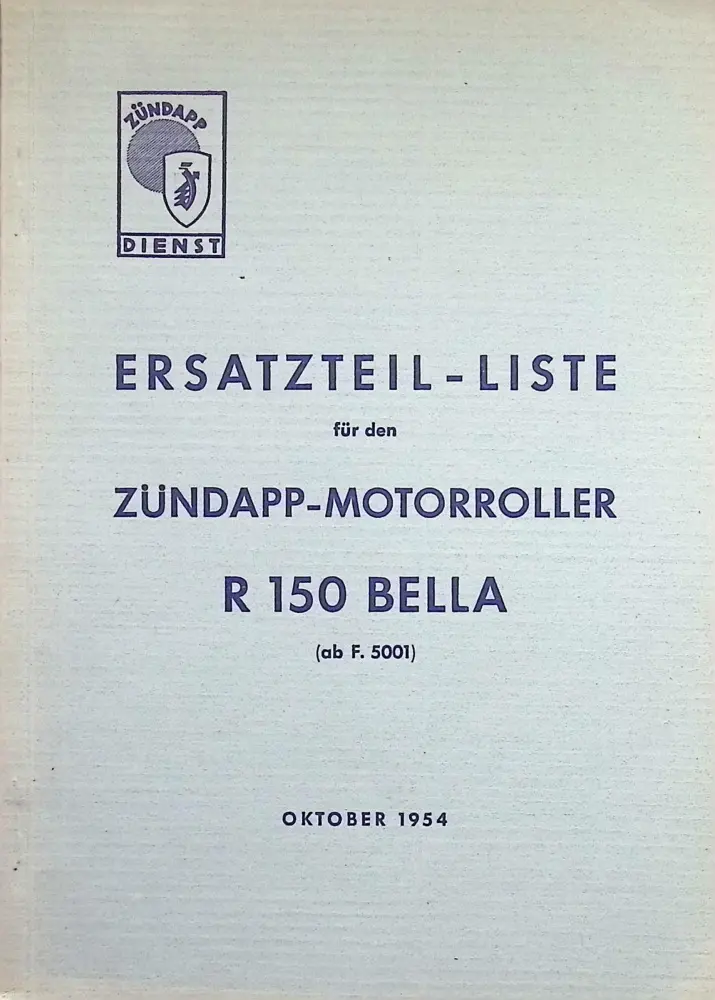 ZÜNDAPP
DIENST
ERSATZTEIL-LISTE
für den
ZÜNDAPP-MOTORROLLER
R 150 BELLA
(ab F. 5001)
OKTOBER 1954